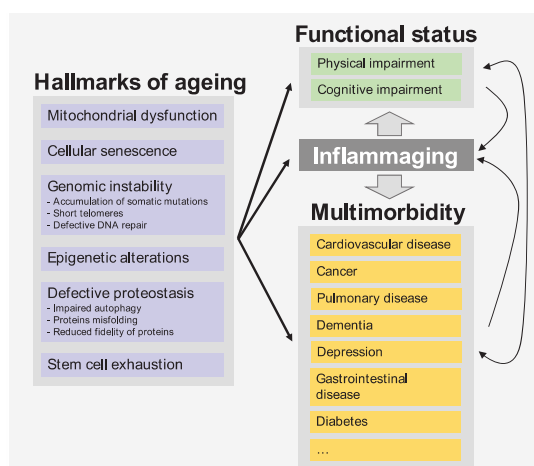 Hallmarks of ageing
Mitochondrial dysfunction
Cellular senescence
Genomic instability
- Accumulation of somatic mutations
- Short telomeres
- Defective DNA repair
Epigenetic alterations
Defective proteostasis
- Impaired autophagy
- Proteins misfolding
- Reduced fidelity of proteins
Stem cell exhaustion
Functional status
Physical impairment
Cognitive impairment
Inflammaging
Multimorbidity
Cardiovascular disease
Cancer
Pulmonary disease
Dementia
Depression
Gastrointestinal
disease
Diabetes
...